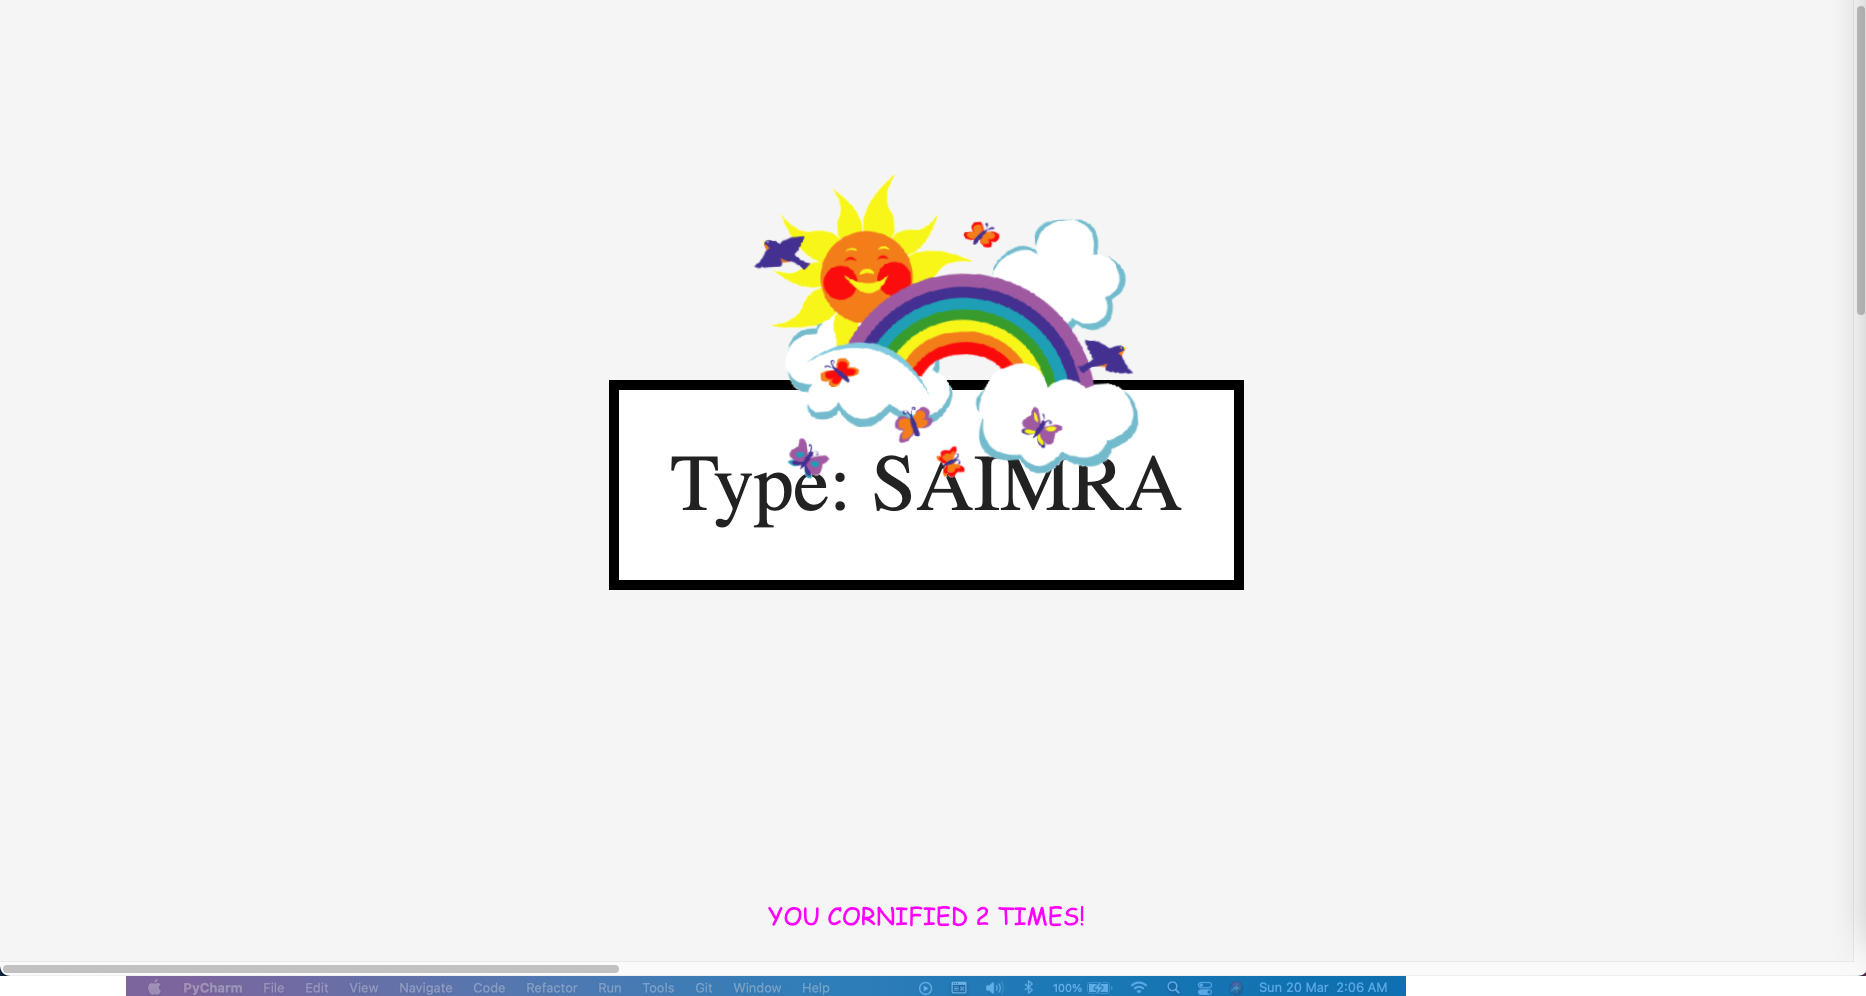 Type: SAIMRA
YOU CORNIFIED 2 TIMES!
PyCharm File Edit View Navigate Code Refactor Run Tools Git Window Help 100% Sun 20 Mar 2:06 AM